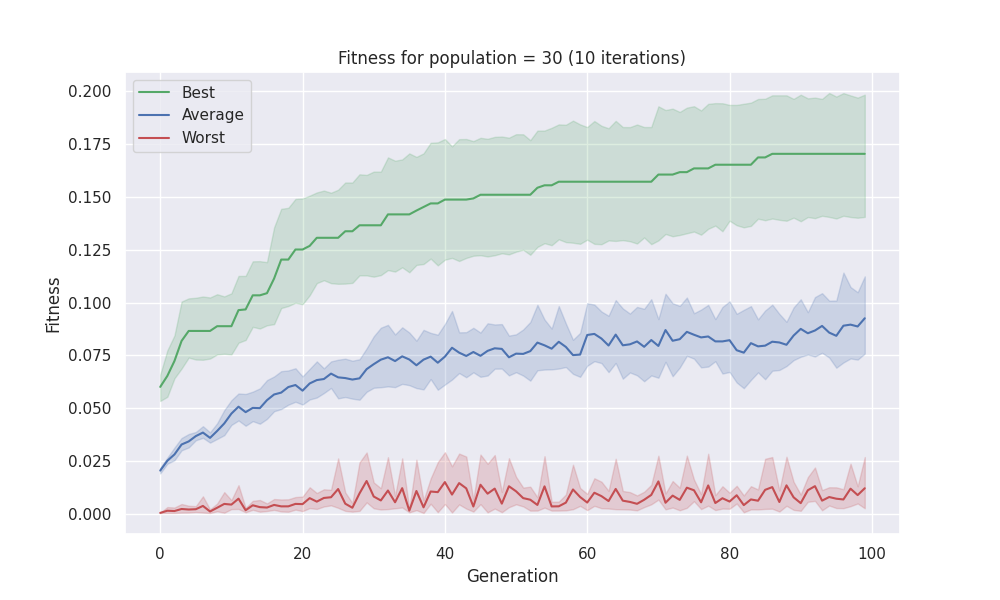 Fitness for population = 30 (10 iterations)
Best
Average
Worst
0.200
0.175
0.150
0.125
0.100
0.075
0.050
0.025
0.000
Fitness
0 20 40 60 80 100
Generation